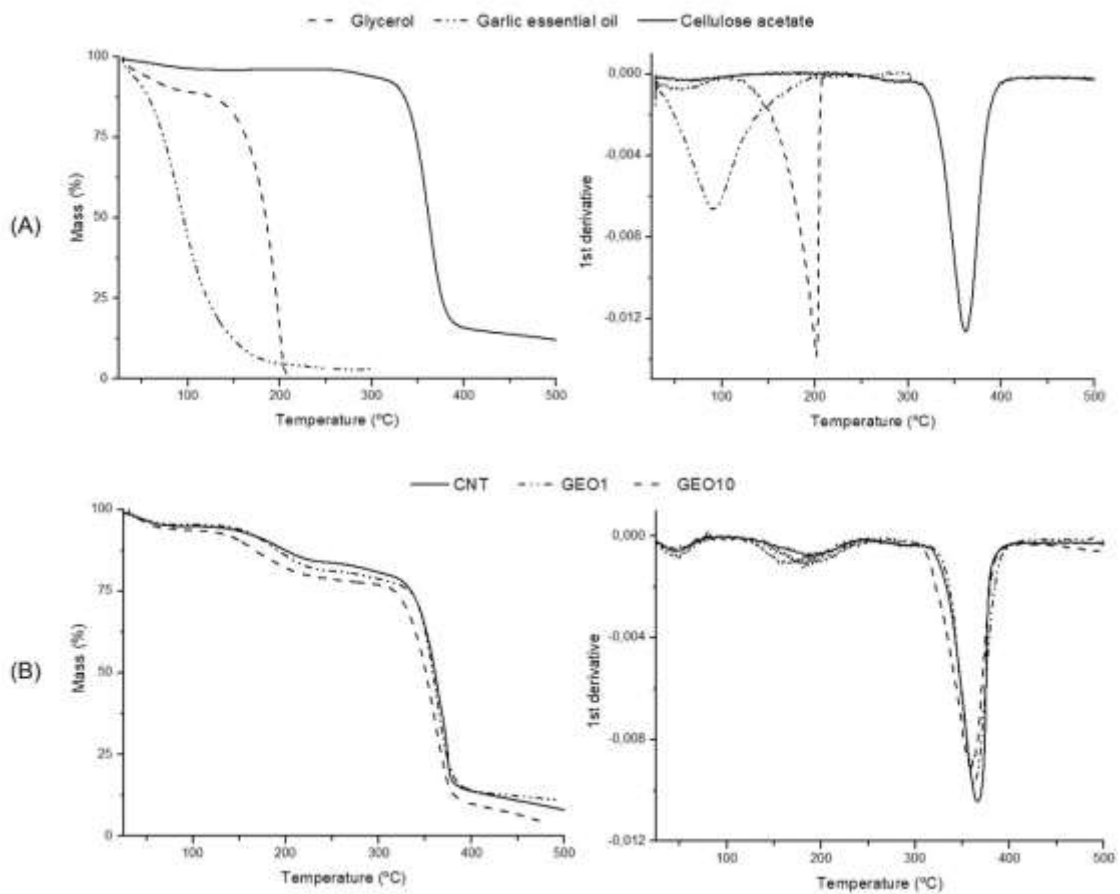 Glycerol Garlic essential oil Cellulose acetate
(A)
100
75
50
25
0
Mass (%)
100 200 300 400 500
Temperature (ºC)
0,000
-0,004
-0,008
-0,012
1st derivative
100 200 300 400 500
Temperature (ºC)
CNT GEO1 GEO10
(B)
100
75
50
25
0
Mass (%)
100 200 300 400 500
Temperature (ºC)
0,000
-0,004
-0,008
-0,012
1st derivative
100 200 300 400 500
Temperature (ºC)